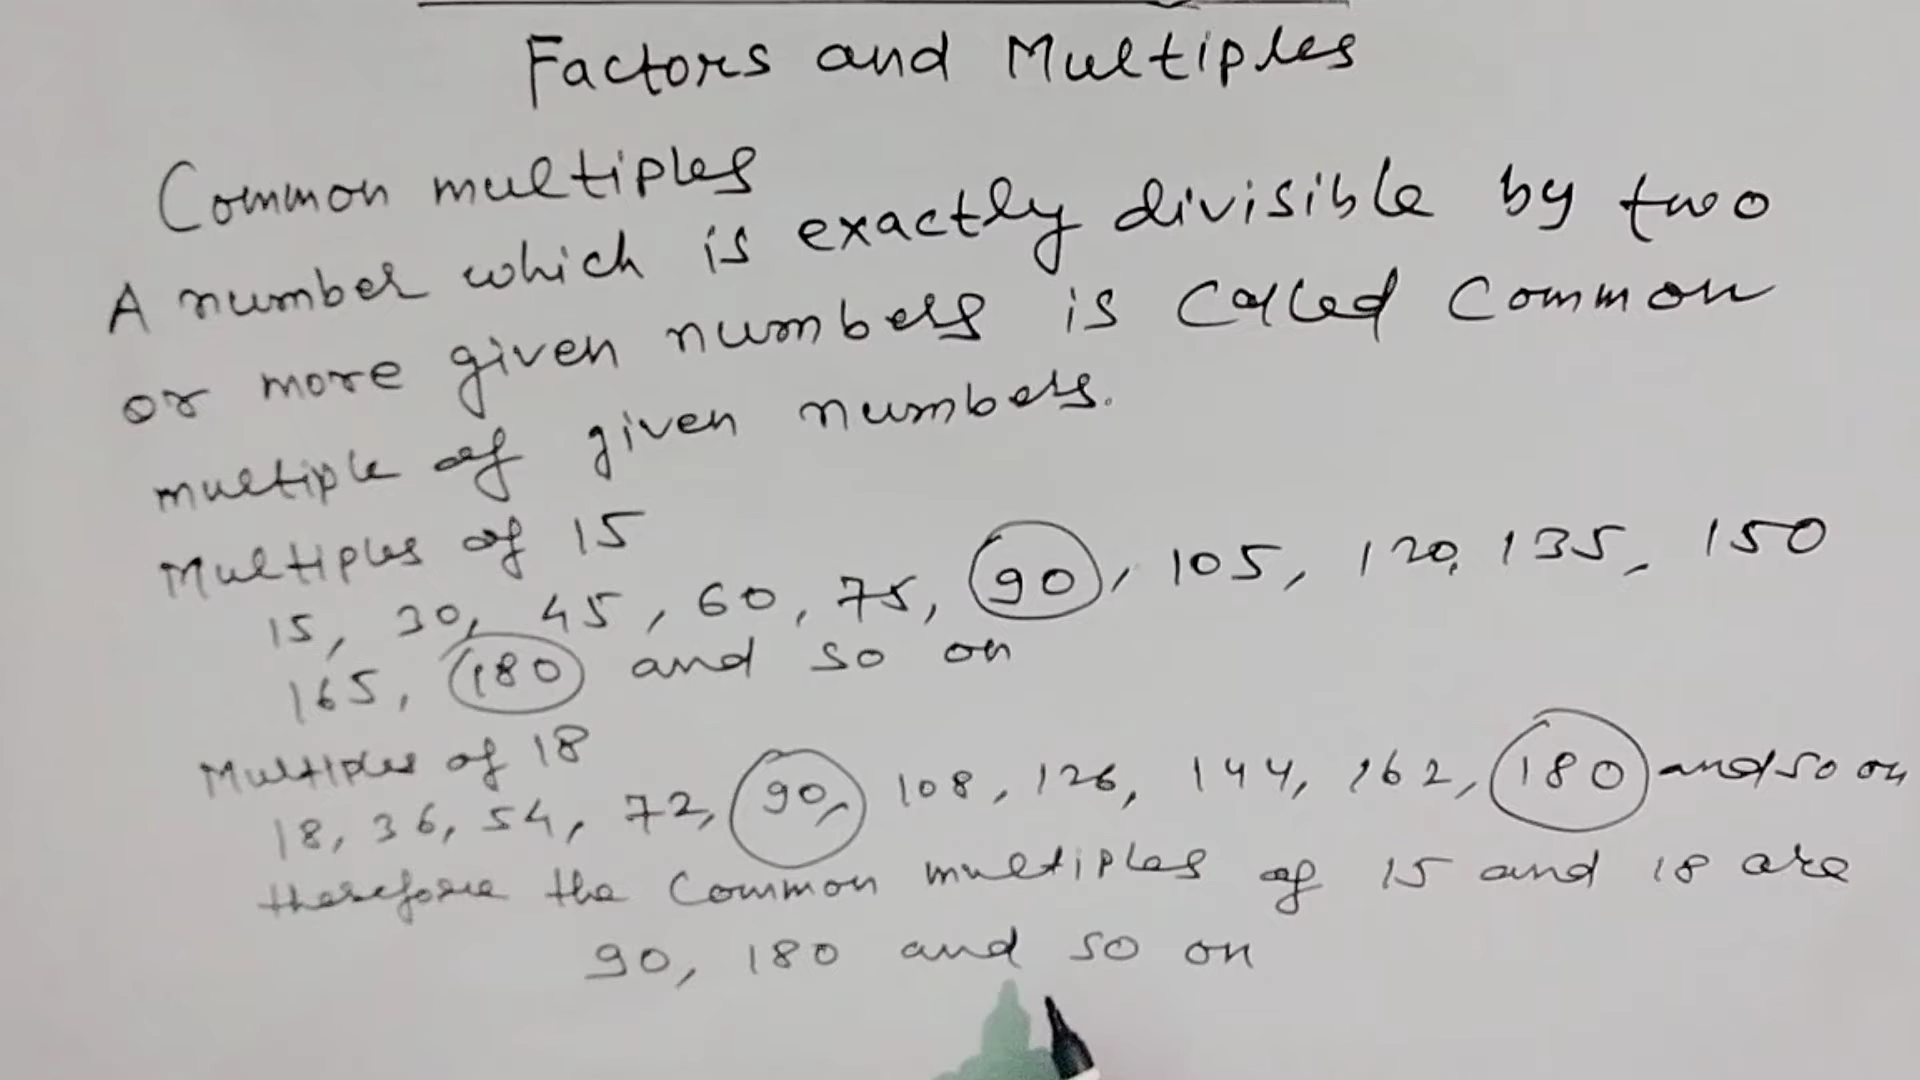 Factors and Multiples
Common multiples
A number which is exactly divisible by two
or more given numbers is called common
multiple of given numbers.
Multiples of 15
15, 30, 45, 60, 75, 90, 105, 120, 135, 150
165, 180 and so on
Multiples of 18
18, 36, 54, 72, 90, 108, 126, 144, 162, 180 and so on
therefore the Common multiples of 15 and 18 are
90, 180 and so on